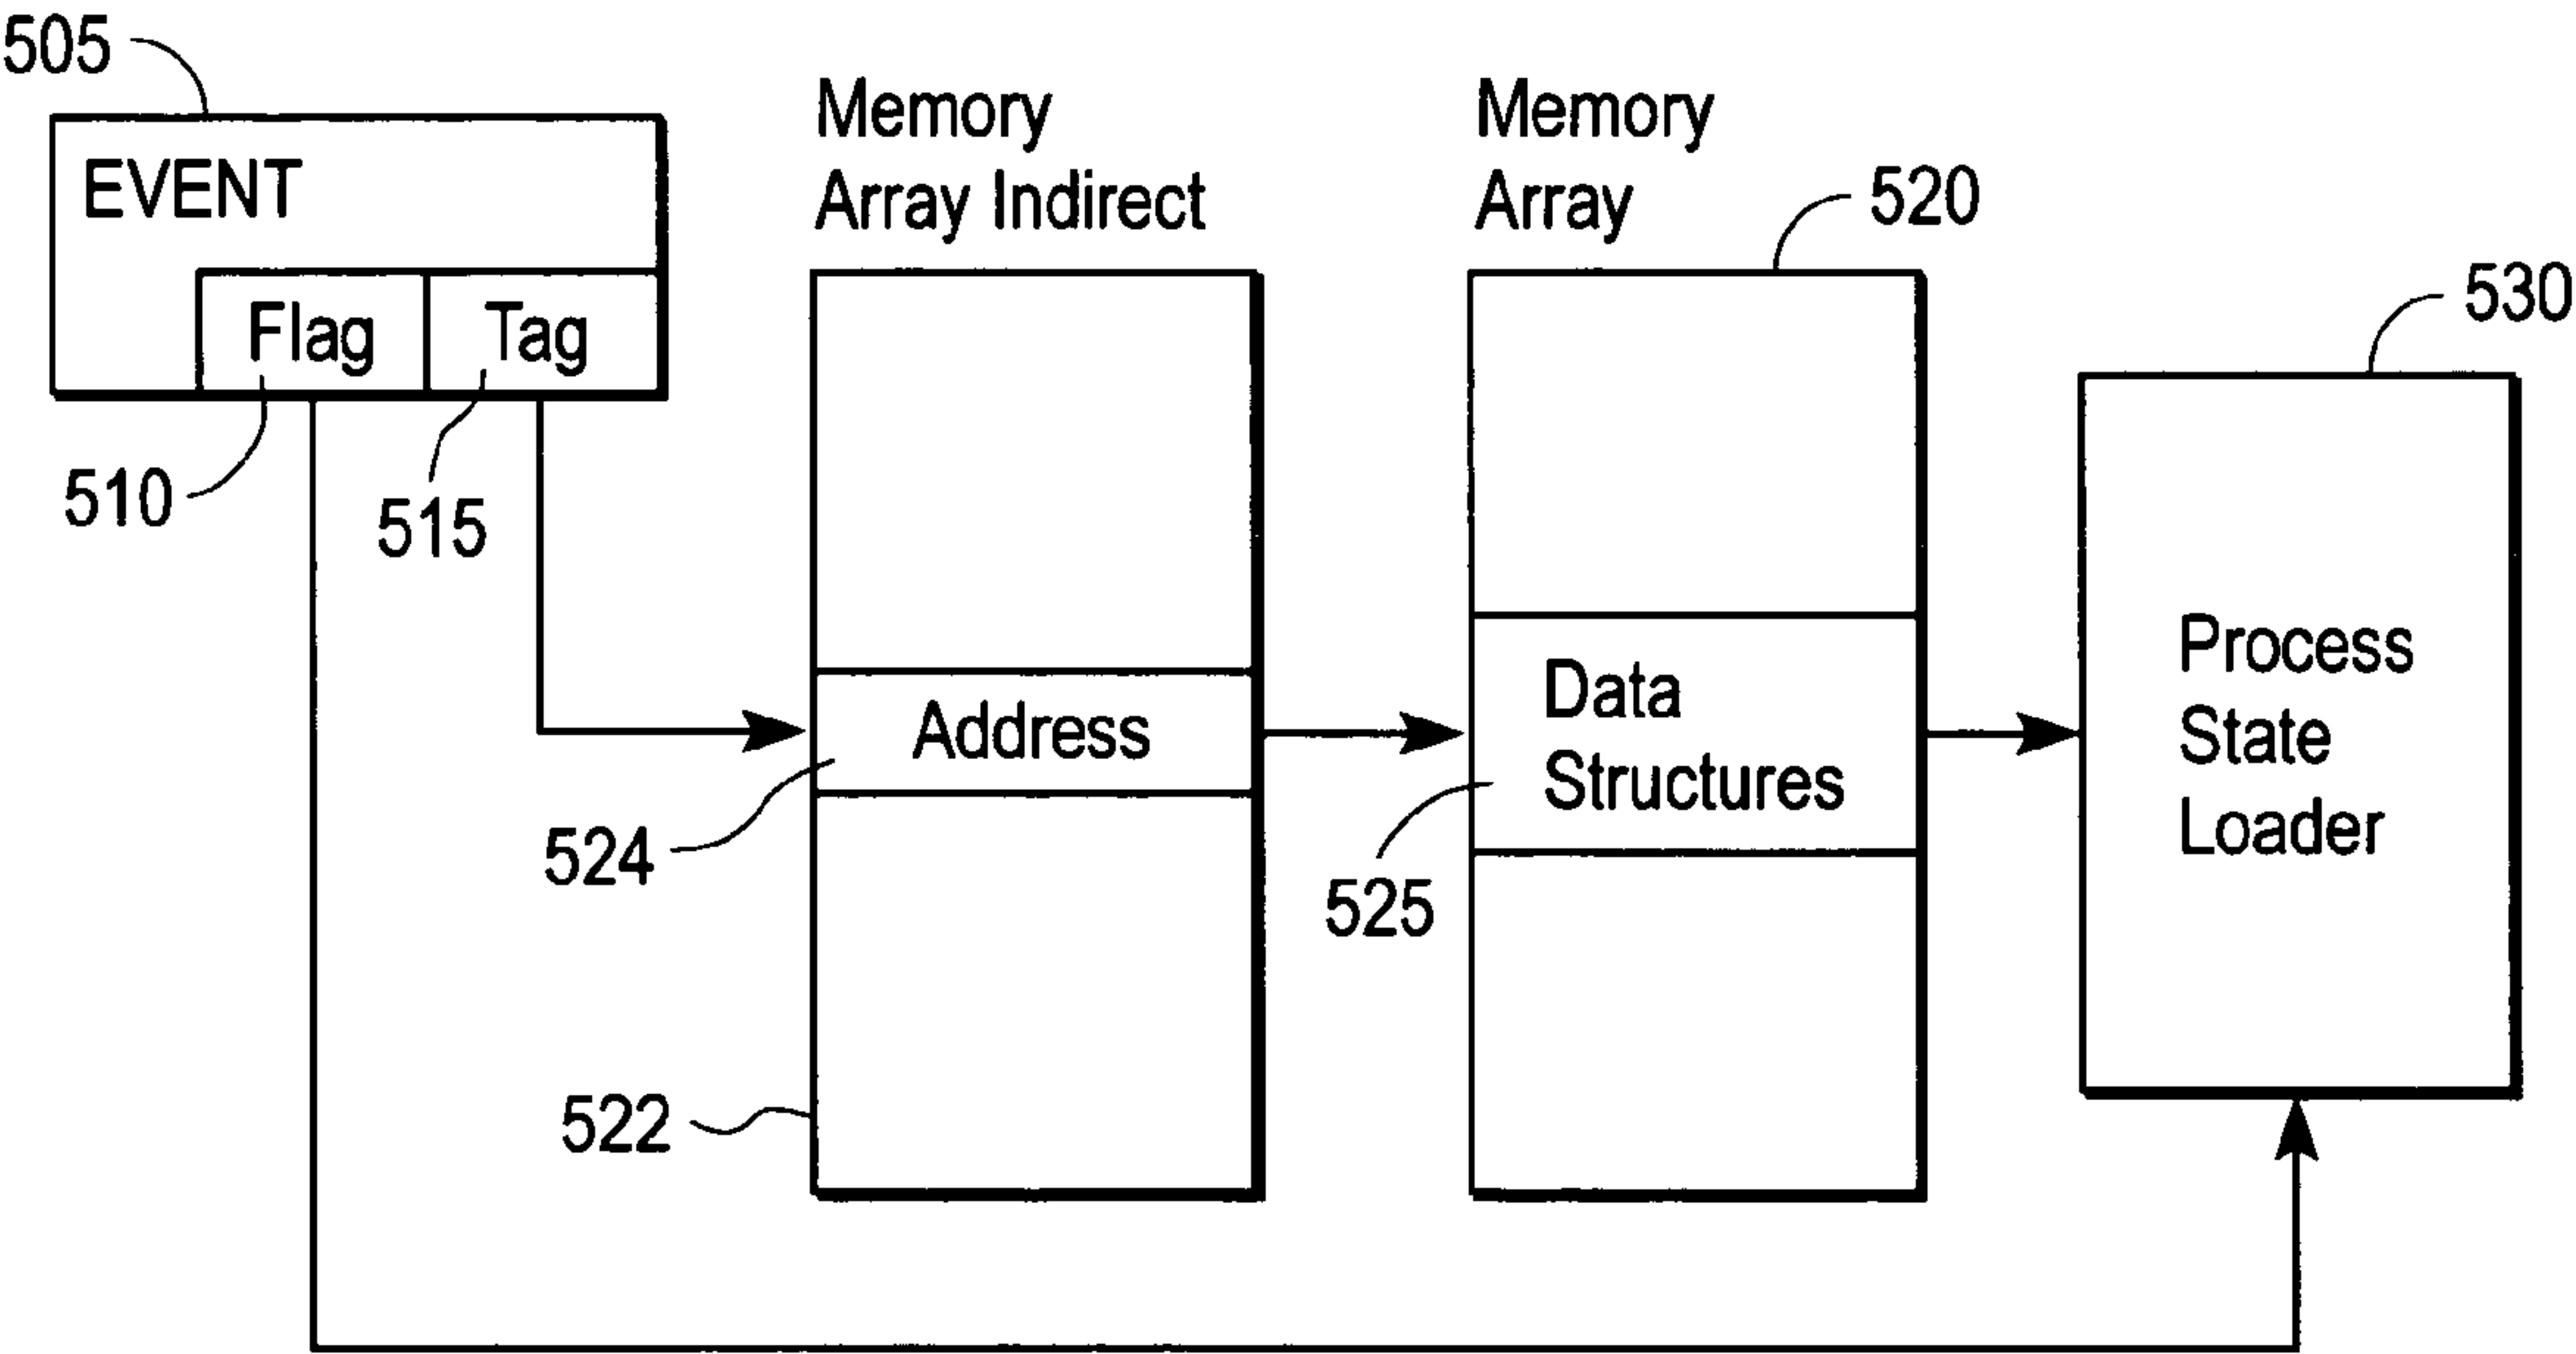 505
EVENT
Flag
Tag
510
515
Memory
Array Indirect
Address
524
522
Memory
Array
520
Data
Structures
525
530
Process
State
Loader